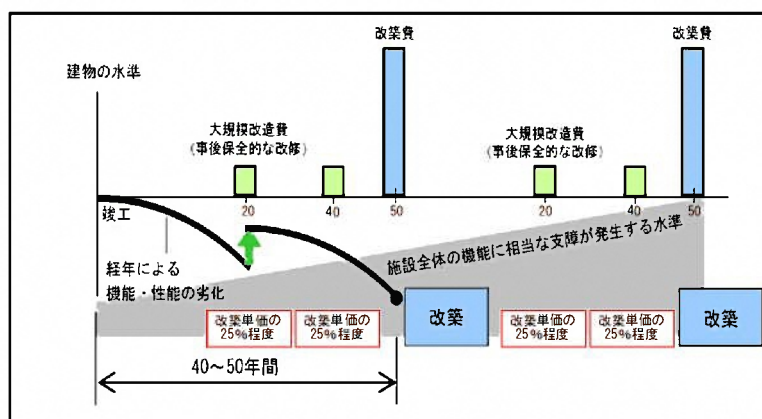 改築費
改築費
建物の水準
大規模改造費
(事後保全的な改修)
大規模改造費
(事後保全的な改修)
竣工
20
40
50
20
40
50
施設全体の機能に相当な支障が発生する水準
経年による
機能・性能の劣化
改築単価の
25%程度
改築単価の
25%程度
改築
改築単価の
25%程度
改築単価の
25%程度
改築
40～50年間